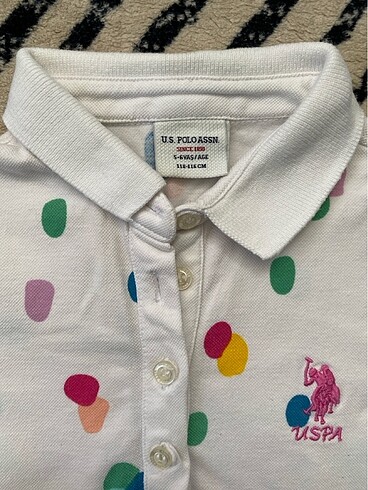 U.S. POLO ASSN.
SINCE 1890
5-6 YAŞ/AGE
110-116 CM
USPA